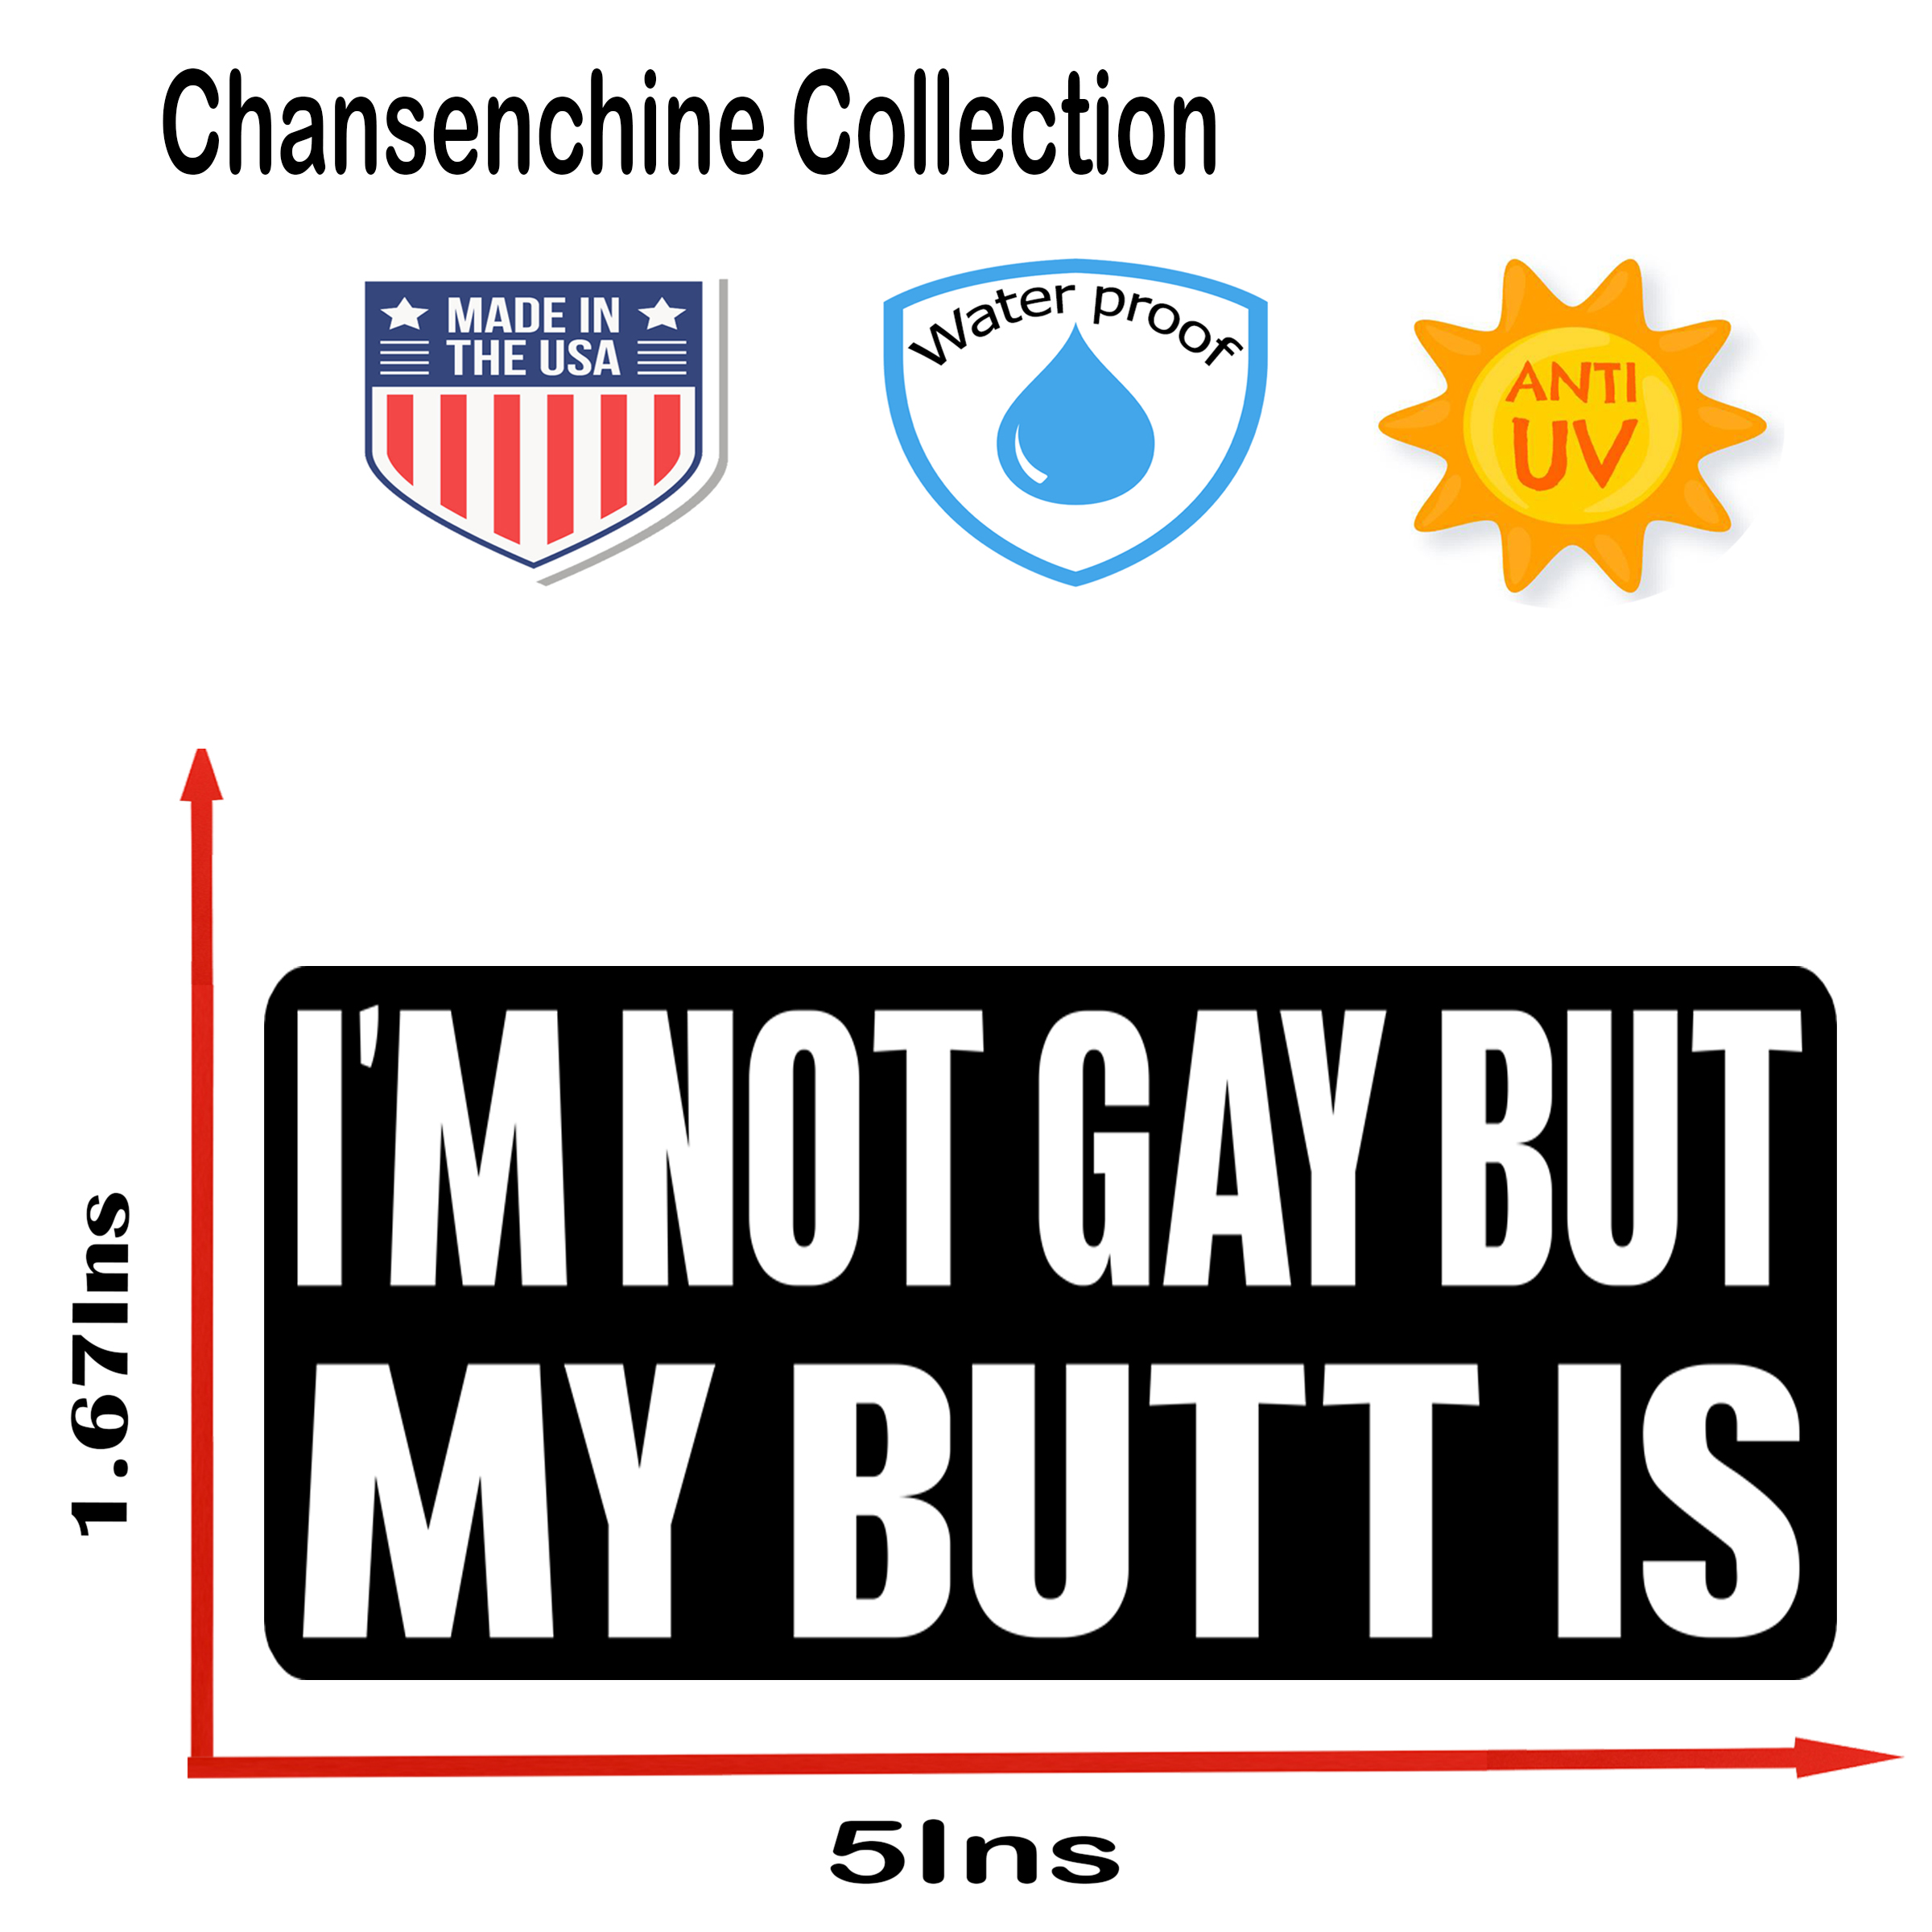 Chansenchine Collection
MADE IN
THE USA
Water proof
ANTI
UV
I'M NOT GAY BUT
MY BUTT IS
1.67Ins
5Ins